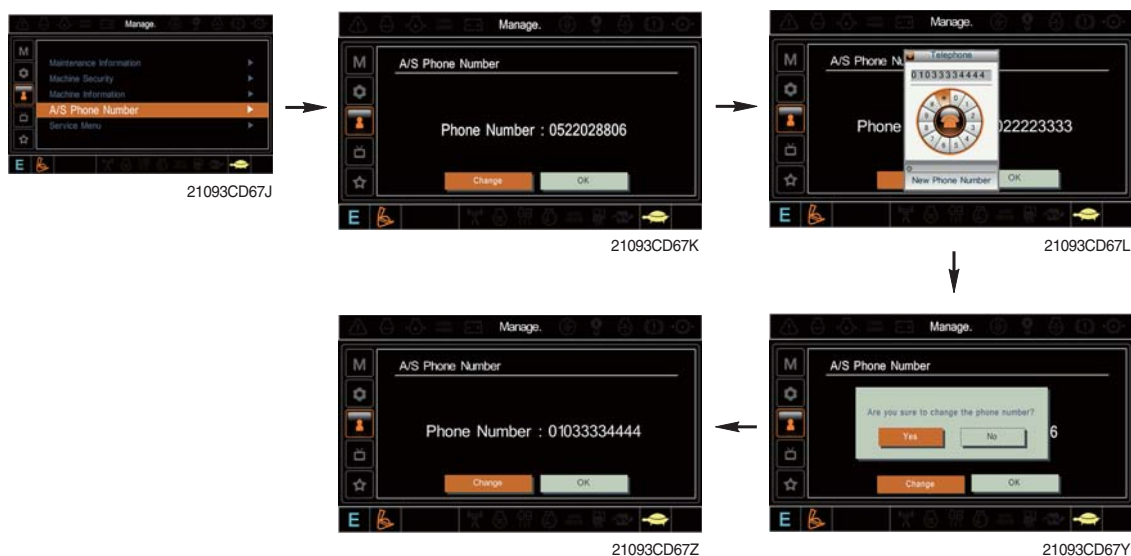 Manage.
M
Maintenance Information
Machine Security
Machine Information
A/S Phone Number
Service Menu
E
21093CD67J
Manage.
M
A/S Phone Number
Phone Number : 0522028806
Change OK
E
21093CD67K
Manage.
M
A/S Phone Nu
Telephone
01033334444
Phone 022223333
0
New Phone Number
OK
E
21093CD67L
Manage.
M
A/S Phone Number
Phone Number : 01033334444
Change OK
E
21093CD67Z
Manage.
M
A/S Phone Number
Are you sure to change the phone number?
Yes No
6
Change OK
E
21093CD67Y